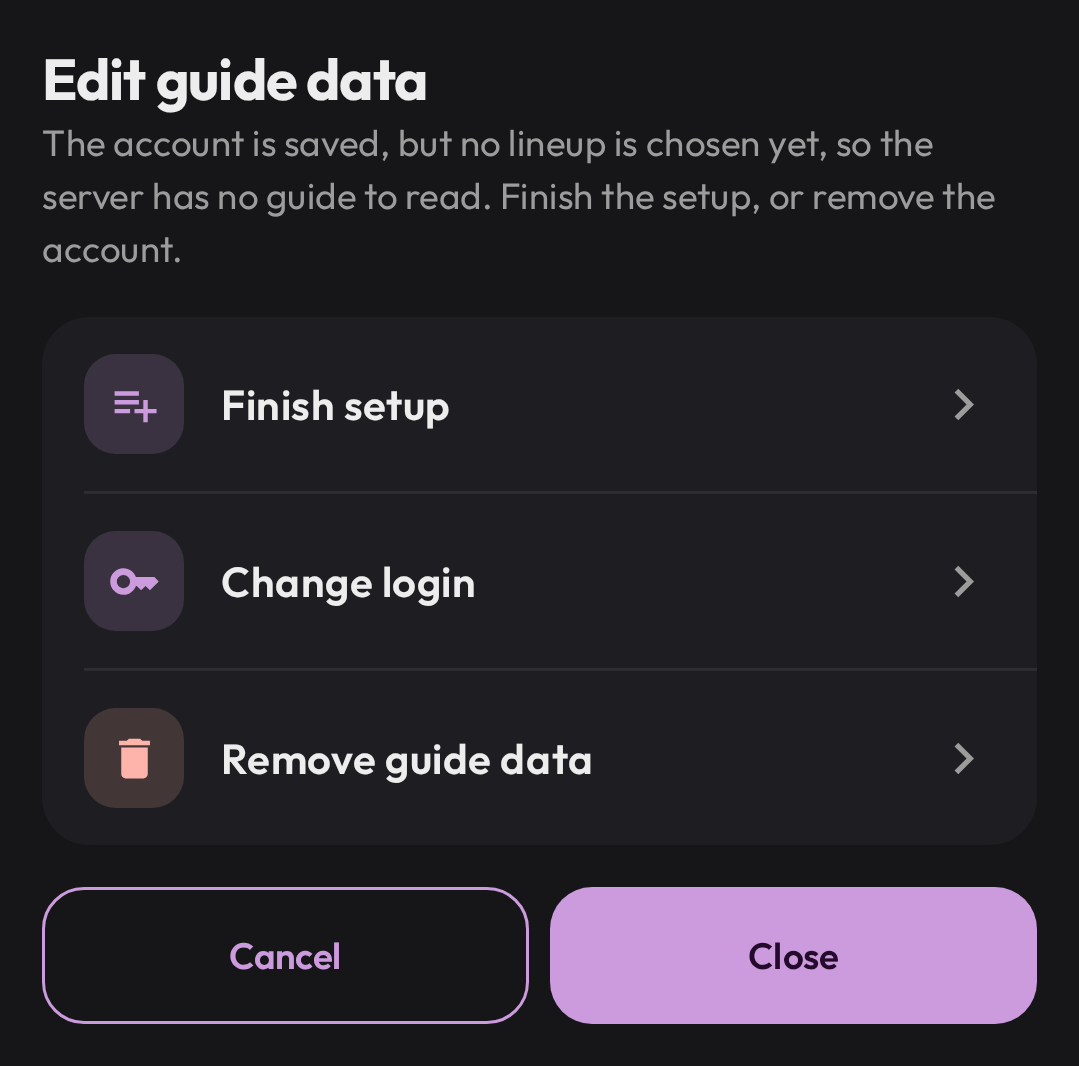 Edit guide data
The account is saved, but no lineup is chosen yet, so the
server has no guide to read. Finish the setup, or remove the
account.
Finish setup
Change login
Remove guide data
Cancel
Close